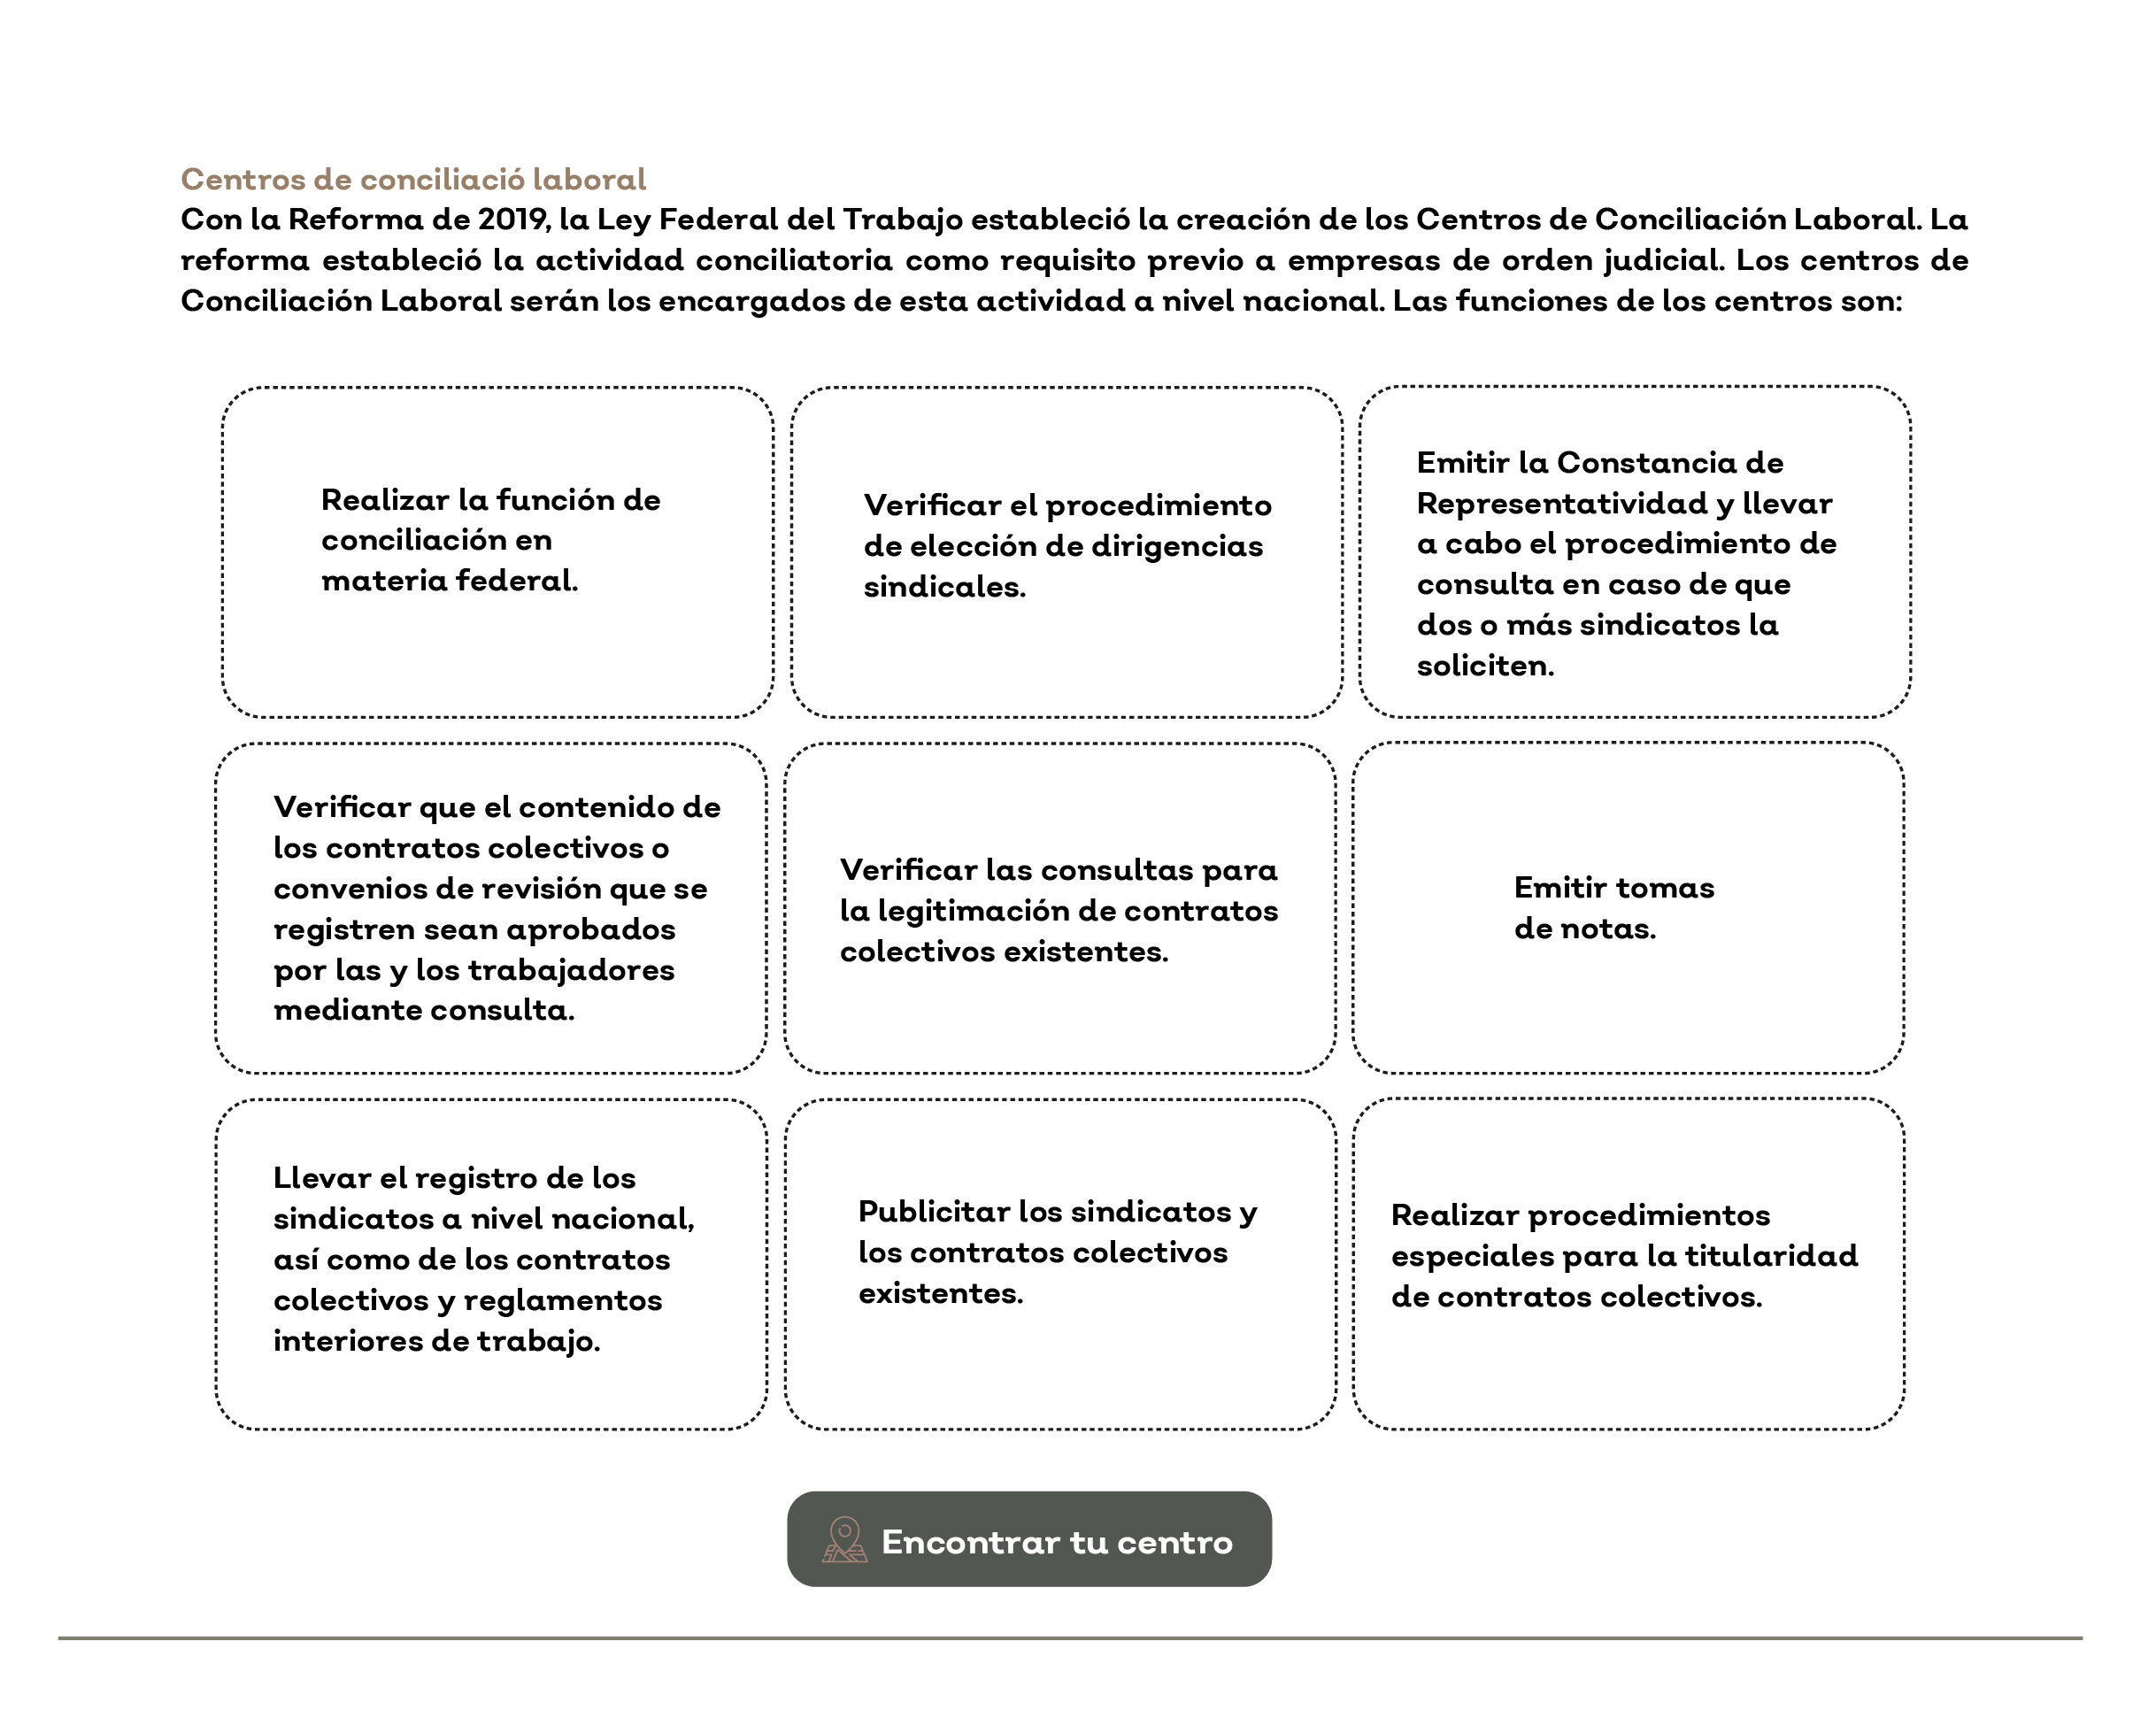 Centros de conciliació laboral
Con la Reforma de 2019, la Ley Federal del Trabajo estableció la creación de los Centros de Conciliación Laboral. La
reforma estableció la actividad conciliatoria como requisito previo a empresas de orden judicial. Los centros de
Conciliación Laboral serán los encargados de esta actividad a nivel nacional. Las funciones de los centros son:
Realizar la función de
conciliación en
materia federal.
Verificar el procedimiento
de elección de dirigencias
sindicales.
Emitir la Constancia de
Representatividad y llevar
a cabo el procedimiento de
consulta en caso de que
dos o más sindicatos la
soliciten.
Verificar que el contenido de
los contratos colectivos o
convenios de revisión que se
registren sean aprobados
por las y los trabajadores
mediante consulta.
Verificar las consultas para
la legitimación de contratos
colectivos existentes.
Emitir tomas
de notas.
Llevar el registro de los
sindicatos a nivel nacional,
así como de los contratos
colectivos y reglamentos
interiores de trabajo.
Publicitar los sindicatos y
los contratos colectivos
existentes.
Realizar procedimientos
especiales para la titularidad
de contratos colectivos.
Encontrar tu centro